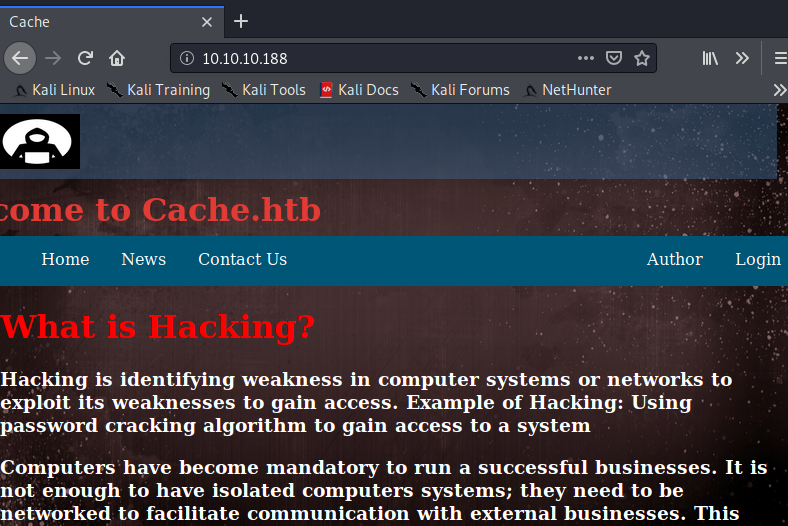 Cache
10.10.10.188
Kali Linux Kali Training Kali Tools Kali Docs Kali Forums NetHunter
come to Cache.htb
Home News Contact Us Author Login
What is Hacking?
Hacking is identifying weakness in computer systems or networks to
exploit its weaknesses to gain access. Example of Hacking: Using
password cracking algorithm to gain access to a system
Computers have become mandatory to run a successful businesses. It is
not enough to have isolated computers systems; they need to be
networked to facilitate communication with external businesses. This